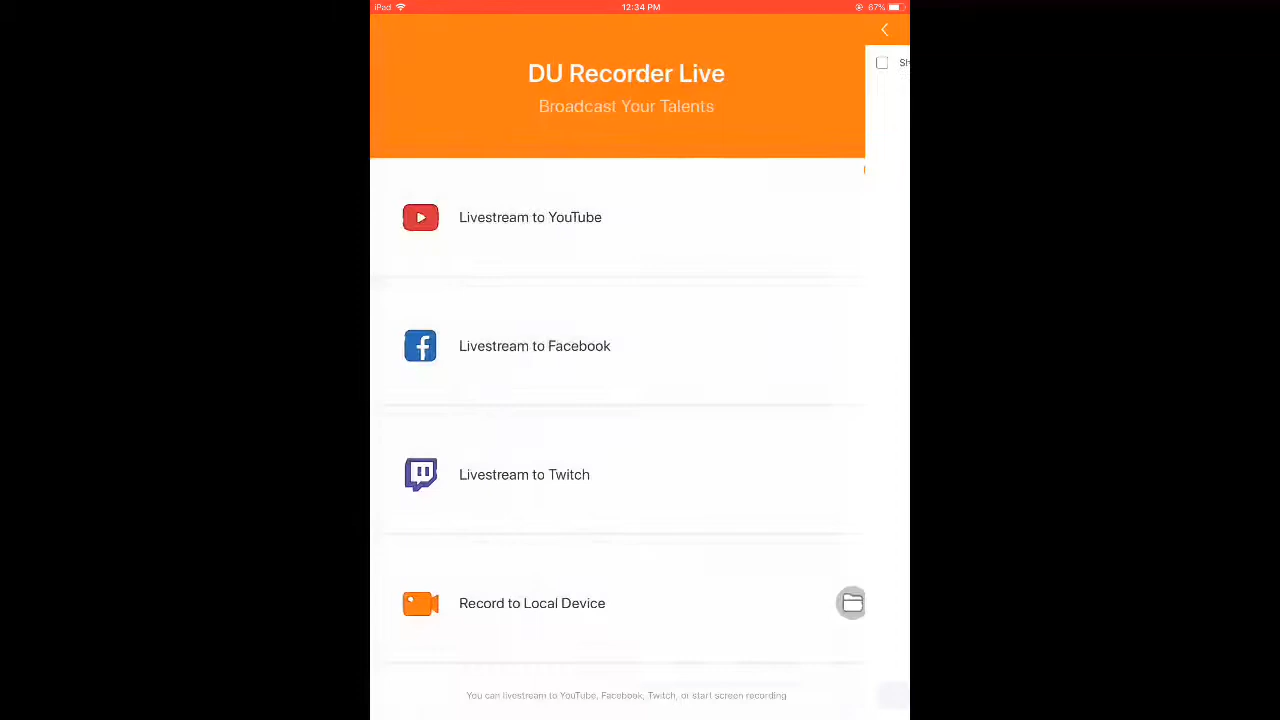 iPad 12:34 PM 67%
DU Recorder Live
Broadcast Your Talents
Sh
Livestream to YouTube
Livestream to Facebook
Livestream to Twitch
Record to Local Device
You can livestream to YouTube, Facebook, Twitch, or start screen recording